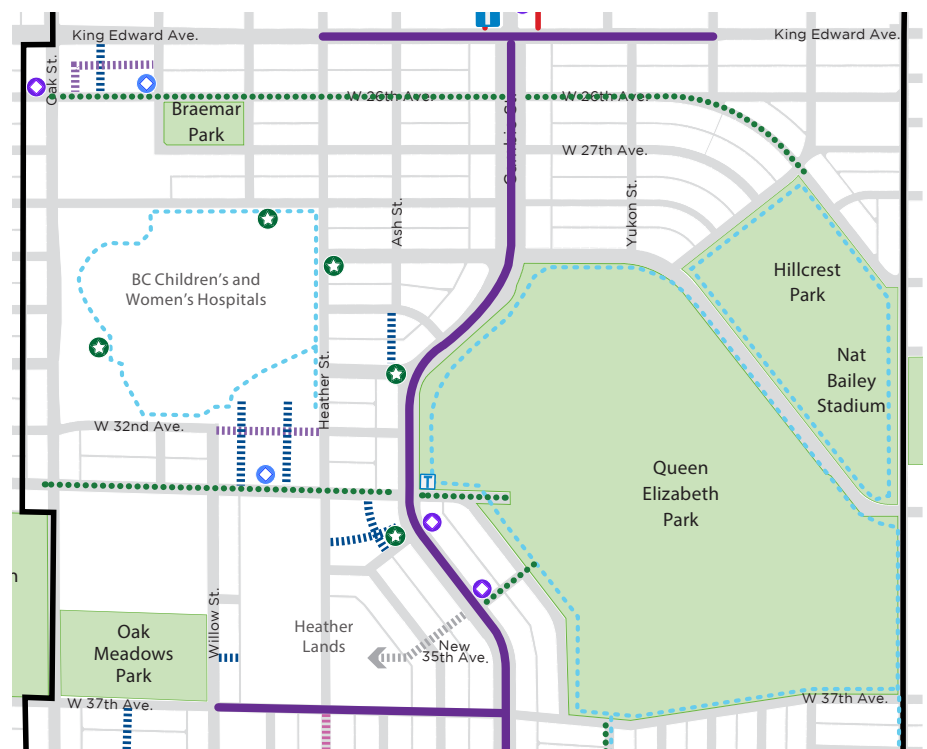 King Edward Ave.
King Edward Ave.
Oak St.
W 26th Ave.
W 26th Ave.
Braemar
Park
Cambie St.
W 27th Ave.
Ash St.
Yukon St.
BC Children's and
Women's Hospitals
Hillcrest
Park
Nat
Bailey
Stadium
Heather St.
W 32nd Ave.
T
Queen
Elizabeth
Park
n
Willow St.
Oak
Meadows
Park
Heather
Lands
New
35th Ave.
W 37th Ave.
W 37th Ave.